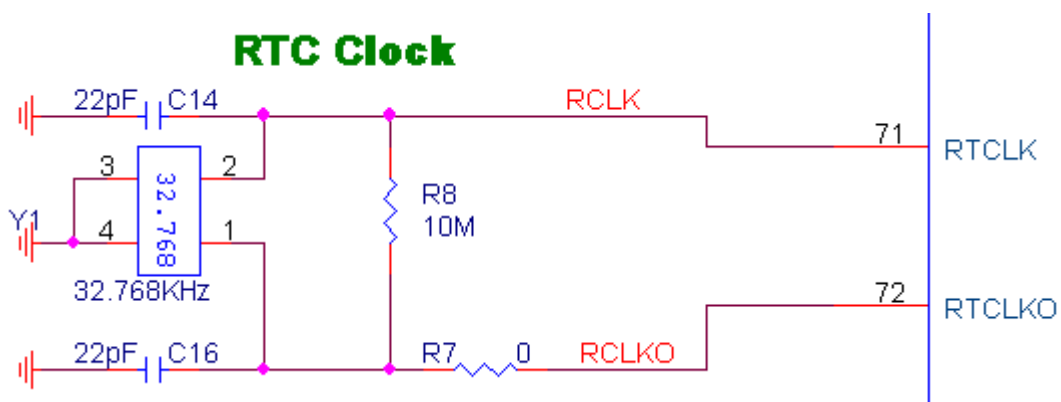 RTC Clock
22pF C14
RCLK
71
RTCLK
3
2
32.768
R8
10M
Y1
4
1
32.768KHz
72
RTCLKO
22pF C16
R7 0
RCLKO